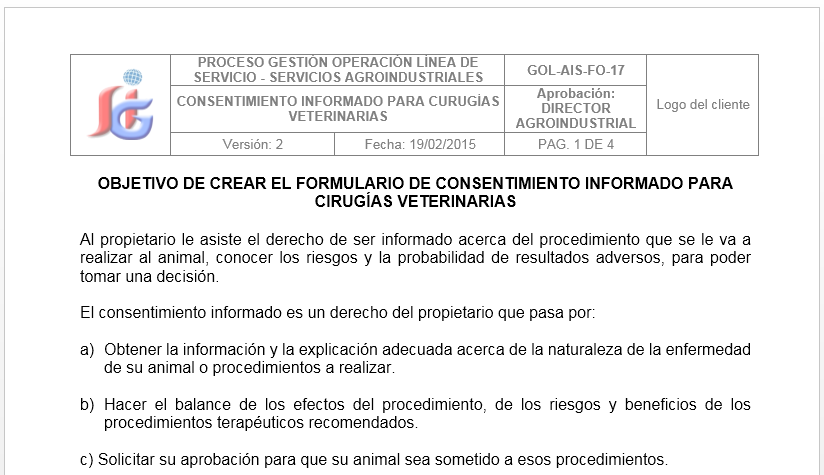 PROCESO GESTIÓN OPERACIÓN LÍNEA DE
SERVICIO - SERVICIOS AGROINDUSTRIALES
GOL-AIS-FO-17
Logo del cliente
CONSENTIMIENTO INFORMADO PARA CURUGÍAS
VETERINARIAS
Aprobación:
DIRECTOR
AGROINDUSTRIAL
Versión: 2
Fecha: 19/02/2015
PAG. 1 DE 4
OBJETIVO DE CREAR EL FORMULARIO DE CONSENTIMIENTO INFORMADO PARA
CIRUGÍAS VETERINARIAS
Al propietario le asiste el derecho de ser informado acerca del procedimiento que se le va a
realizar al animal, conocer los riesgos y la probabilidad de resultados adversos, para poder
tomar una decisión.
El consentimiento informado es un derecho del propietario que pasa por:
a) Obtener la información y la explicación adecuada acerca de la naturaleza de la enfermedad
de su animal o procedimientos a realizar.
b) Hacer el balance de los efectos del procedimiento, de los riesgos y beneficios de los
procedimientos terapéuticos recomendados.
c) Solicitar su aprobación para que su animal sea sometido a esos procedimientos.